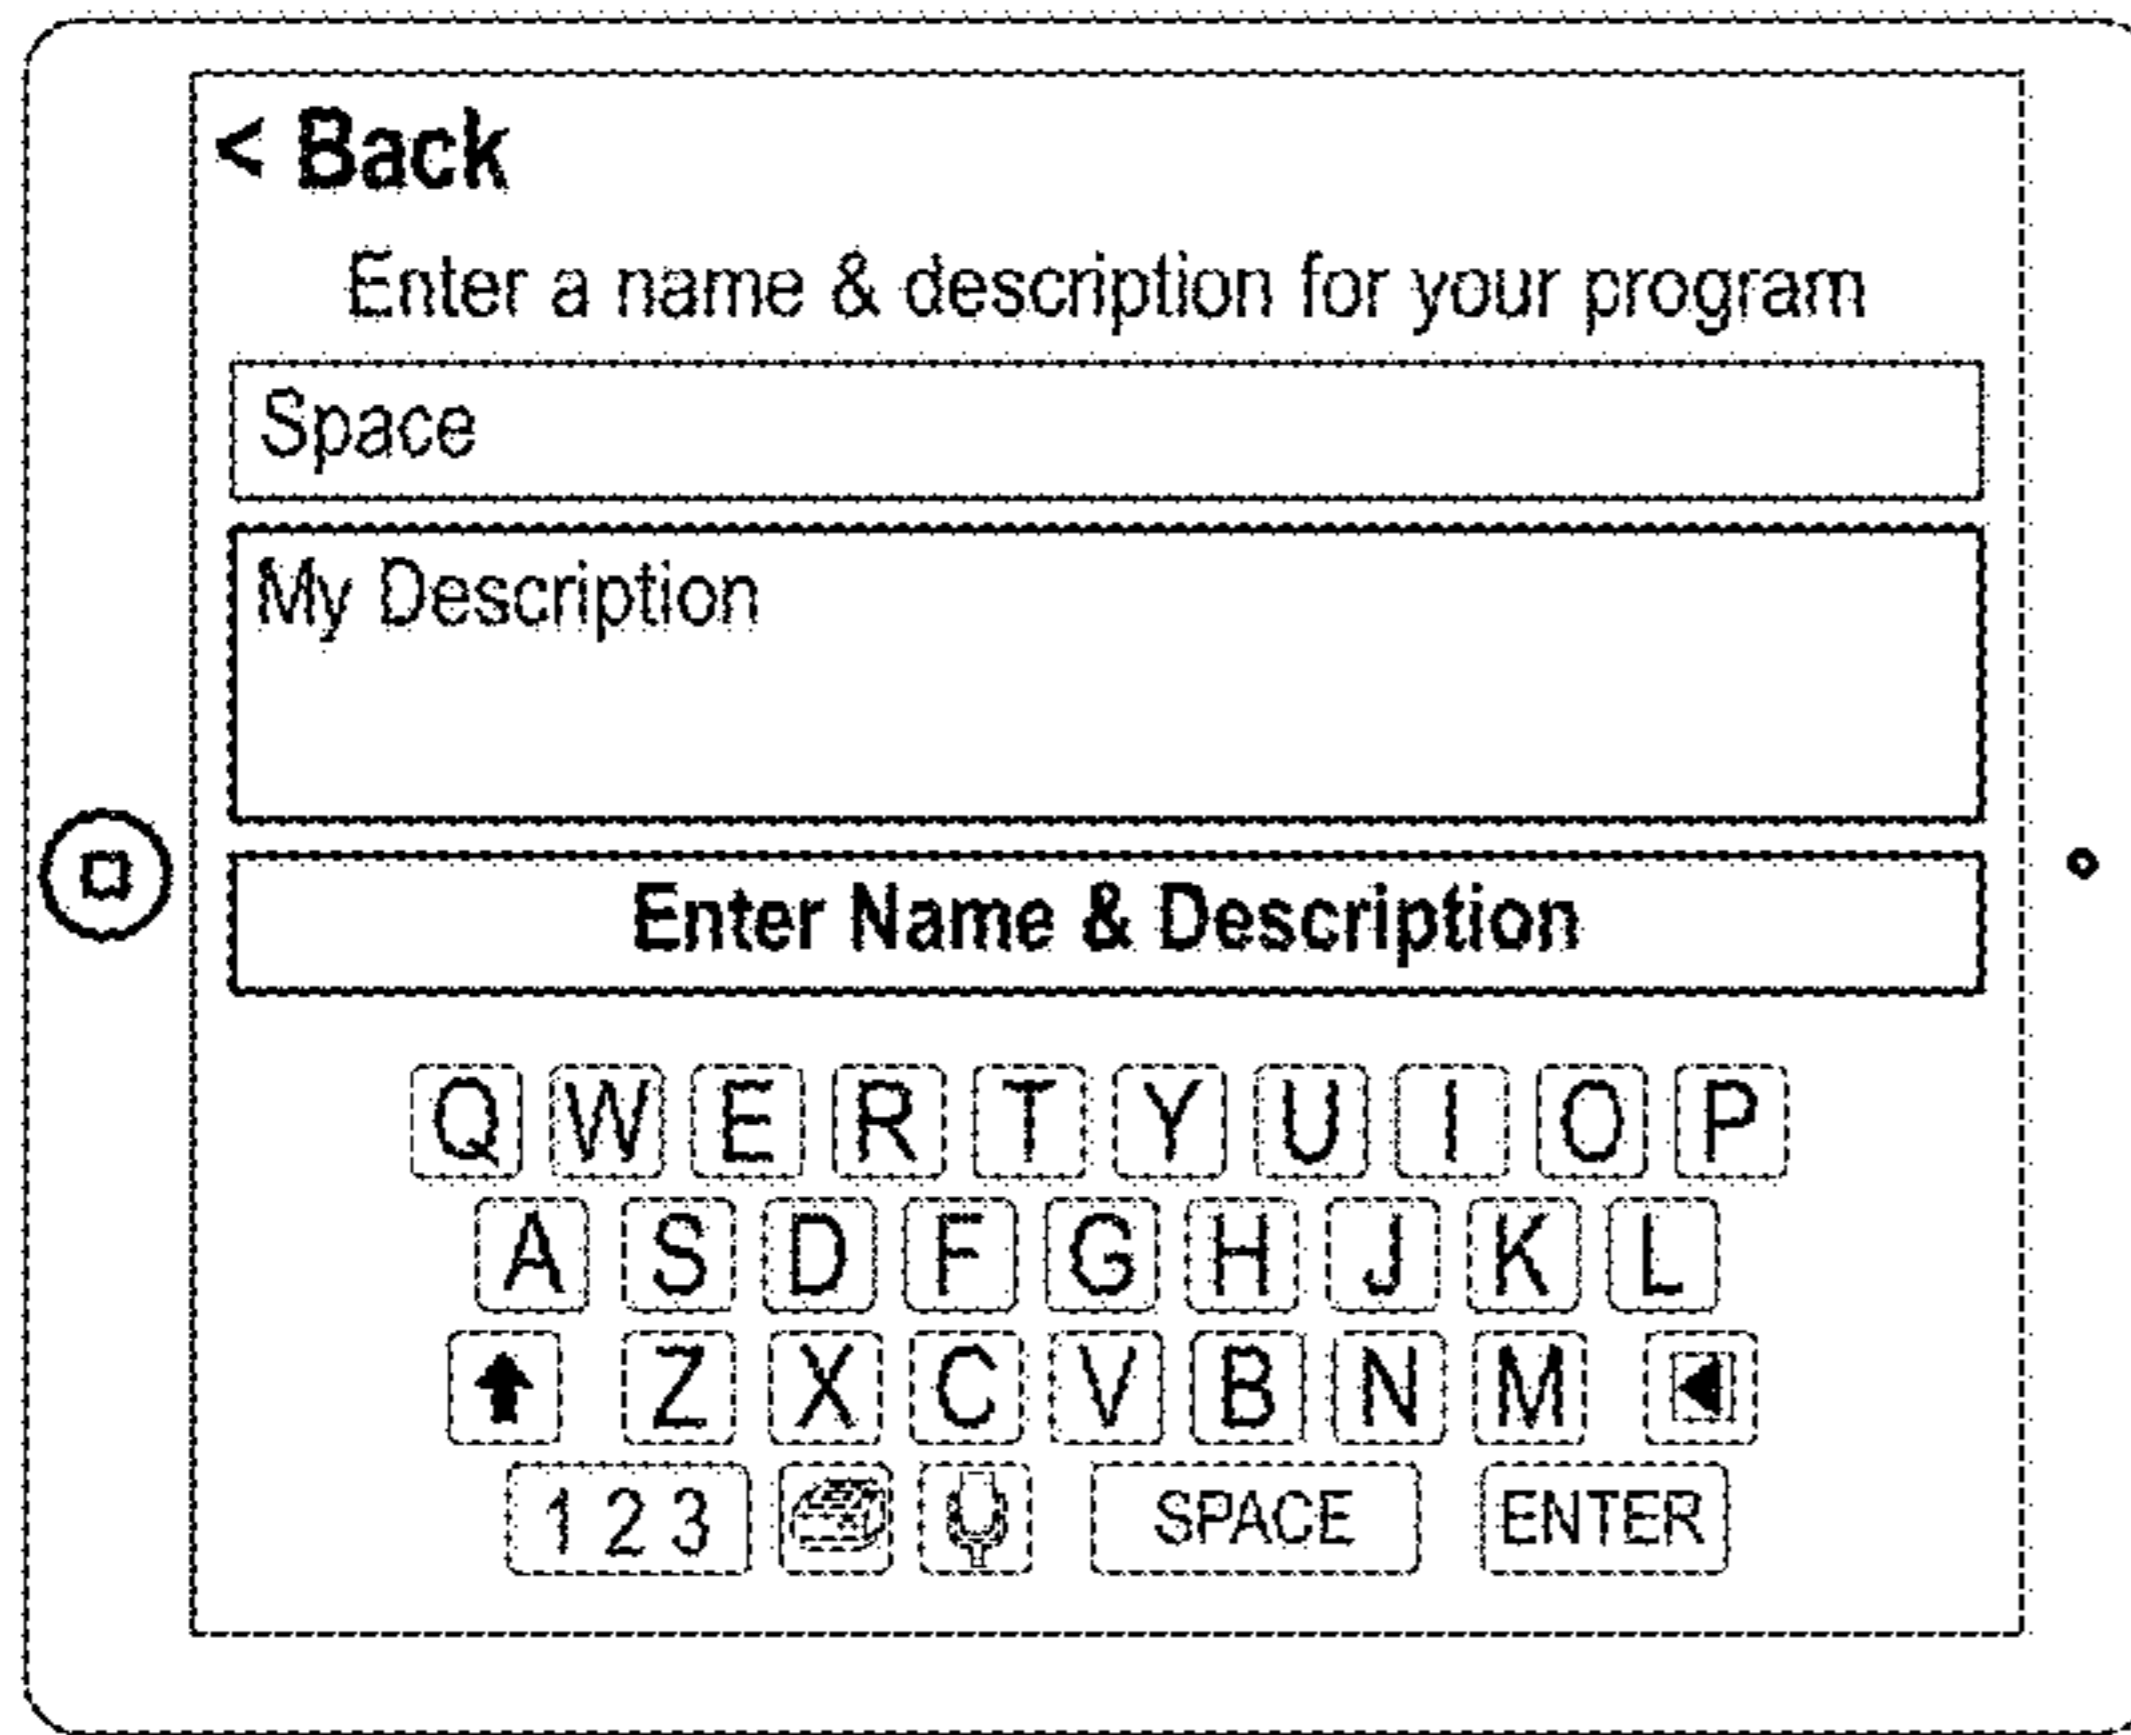 < Back
Enter a name & description for your program
Space
My Description
Enter Name & Description
Q W E R T Y U I O P
A S D F G H J K L
Z X C V B N M
1 2 3 SPACE ENTER